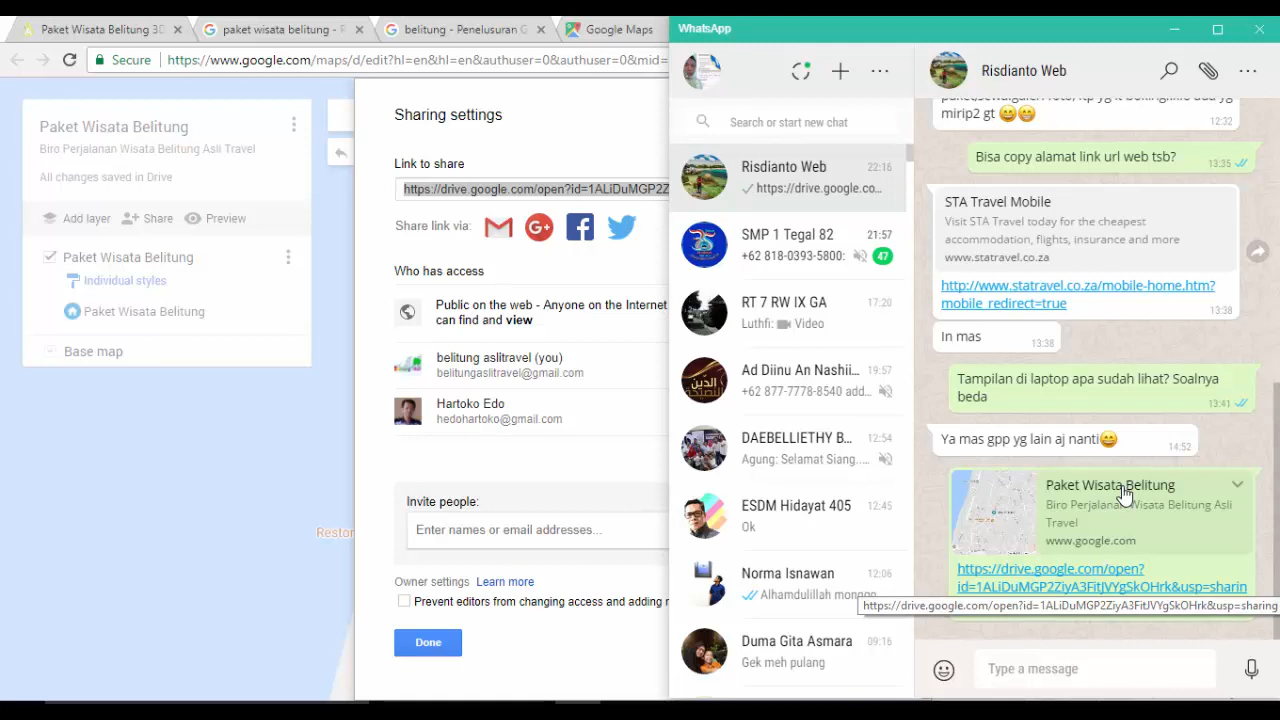 Paket Wisata Belitung 3D
paket wisata belitung -
belitung - Penelusuran G
Google Maps
Secure
https://www.google.com/maps/d/edit?hl=en&hl=en&authuser=0&authuser=0&mid=
Paket Wisata Belitung
Biro Perjalanan Wisata Belitung Asli Travel
All changes saved in Drive
Add layer
Share
Preview
Paket Wisata Belitung
Individual styles
Paket Wisata Belitung
Base map
Sharing settings
Link to share
https://drive.google.com/open?id=1ALiDuMGP2Z
Share link via:
Who has access
Public on the web - Anyone on the Internet
can find and view
belitung aslitravel (you)
belitungaslitravel@gmail.com
Hartoko Edo
hedohartoko@gmail.com
Invite people:
Enter names or email addresses...
Owner settings Learn more
Prevent editors from changing access and adding n
Done
WhatsApp
Search or start new chat
Risdianto Web 22:16
https://drive.google.co...
SMP 1 Tegal 82 21:57
+62 818-0393-5800: 47
RT 7 RW IX GA 17:20
Luthfi: Video
Ad Diinu An Nashii... 19:57
+62 877-7778-8540 add...
DAEBELLIETHY B... 12:54
Agung: Selamat Siang....
ESDM Hidayat 405 12:45
Ok
Norma Isnawan 12:06
Alhamdulillah monggo
Duma Gita Asmara 09:16
Gek meh pulang
Risdianto Web
mirip2 gt
12:32
Bisa copy alamat link url web tsb?
13:35
STA Travel Mobile
Visit STA Travel today for the cheapest
accommodation, flights, insurance and more
www.statravel.co.za
http://www.statravel.co.za/mobile-home.htm?
mobile_redirect=true
13:38
In mas
13:38
Tampilan di laptop apa sudah lihat? Soalnya
beda
13:41
Ya mas gpp yg lain aj nanti
14:52
Paket Wisata Belitung
Biro Perjalanan Wisata Belitung Asli
Travel
www.google.com
https://drive.google.com/open?
id=1ALiDuMGP2ZiyA3FitJVYgSkOHrk&usp=sharin
https://drive.google.com/open?id=1ALiDuMGP2ZiyA3FitJVYgSkOHrk&usp=sharing
Type a message